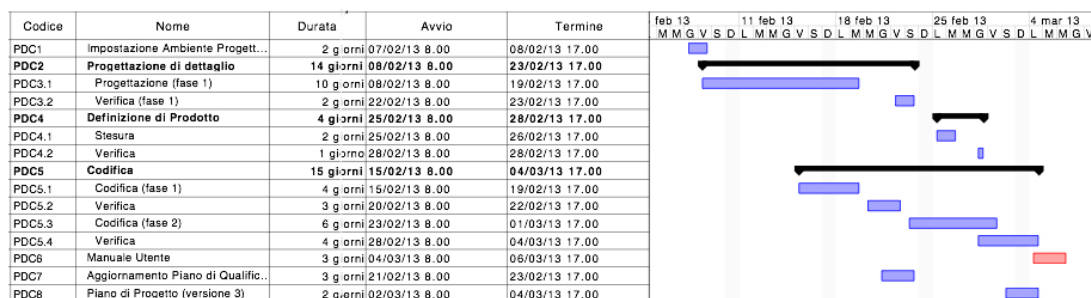 Codice Nome Durata Avvio Termine feb 13 11 feb 13 18 feb 13 25 feb 13 4 mar 13
M M G V S D L M M G V S D L M M G V S D L M M G V S D L M M G V
PDC1 Impostazione Ambiente Progett... 2 giorni 07/02/13 8.00 08/02/13 17.00
PDC2 Progettazione di dettaglio 14 giorni 08/02/13 8.00 23/02/13 17.00
PDC3.1 Progettazione (fase 1) 10 giorni 08/02/13 8.00 19/02/13 17.00
PDC3.2 Verifica (fase 1) 2 giorni 22/02/13 8.00 23/02/13 17.00
PDC4 Definizione di Prodotto 4 giorni 25/02/13 8.00 28/02/13 17.00
PDC4.1 Stesura 2 giorni 25/02/13 8.00 26/02/13 17.00
PDC4.2 Verifica 1 giorno 28/02/13 8.00 28/02/13 17.00
PDC5 Codifica 15 giorni 15/02/13 8.00 04/03/13 17.00
PDC5.1 Codifica (fase 1) 4 giorni 15/02/13 8.00 19/02/13 17.00
PDC5.2 Verifica 3 giorni 20/02/13 8.00 22/02/13 17.00
PDC5.3 Codifica (fase 2) 6 giorni 23/02/13 8.00 01/03/13 17.00
PDC5.4 Verifica 4 giorni 28/02/13 8.00 04/03/13 17.00
PDC6 Manuale Utente 3 giorni 04/03/13 8.00 06/03/13 17.00
PDC7 Aggiornamento Piano di Qualific.. 3 giorni 21/02/13 8.00 23/02/13 17.00
PDC8 Piano di Progetto (versione 3) 2 giorni 02/03/13 8.00 04/03/13 17.00